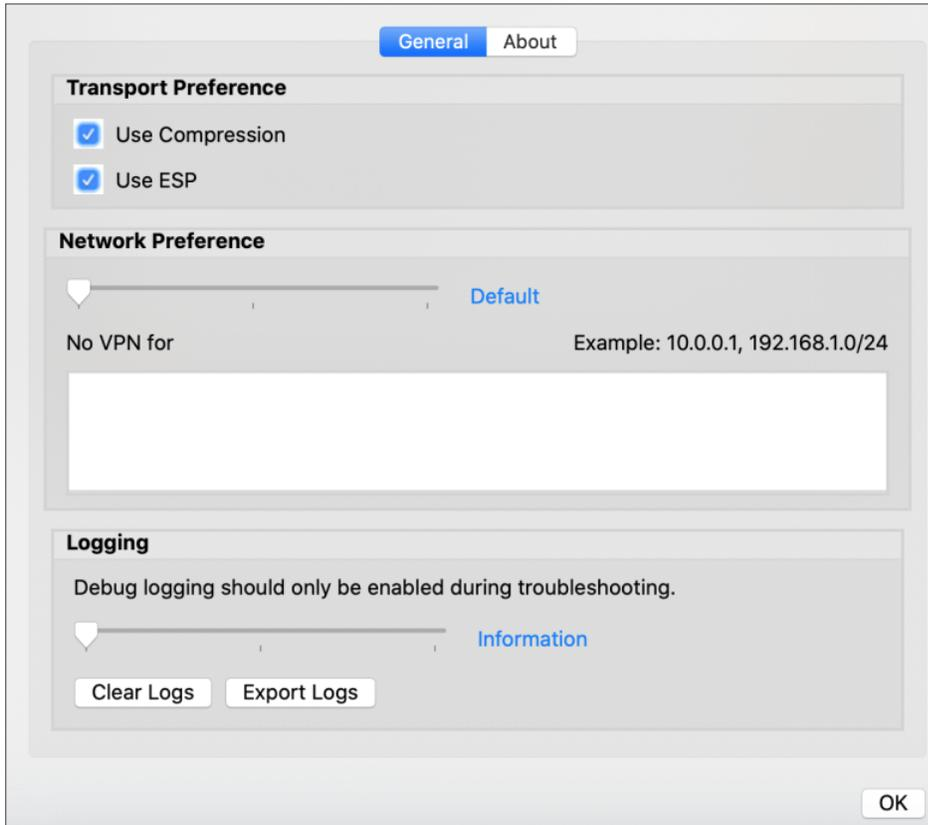 General About
Transport Preference
Use Compression
Use ESP
Network Preference
Default
No VPN for Example: 10.0.0.1, 192.168.1.0/24
Logging
Debug logging should only be enabled during troubleshooting.
Information
Clear Logs Export Logs
OK